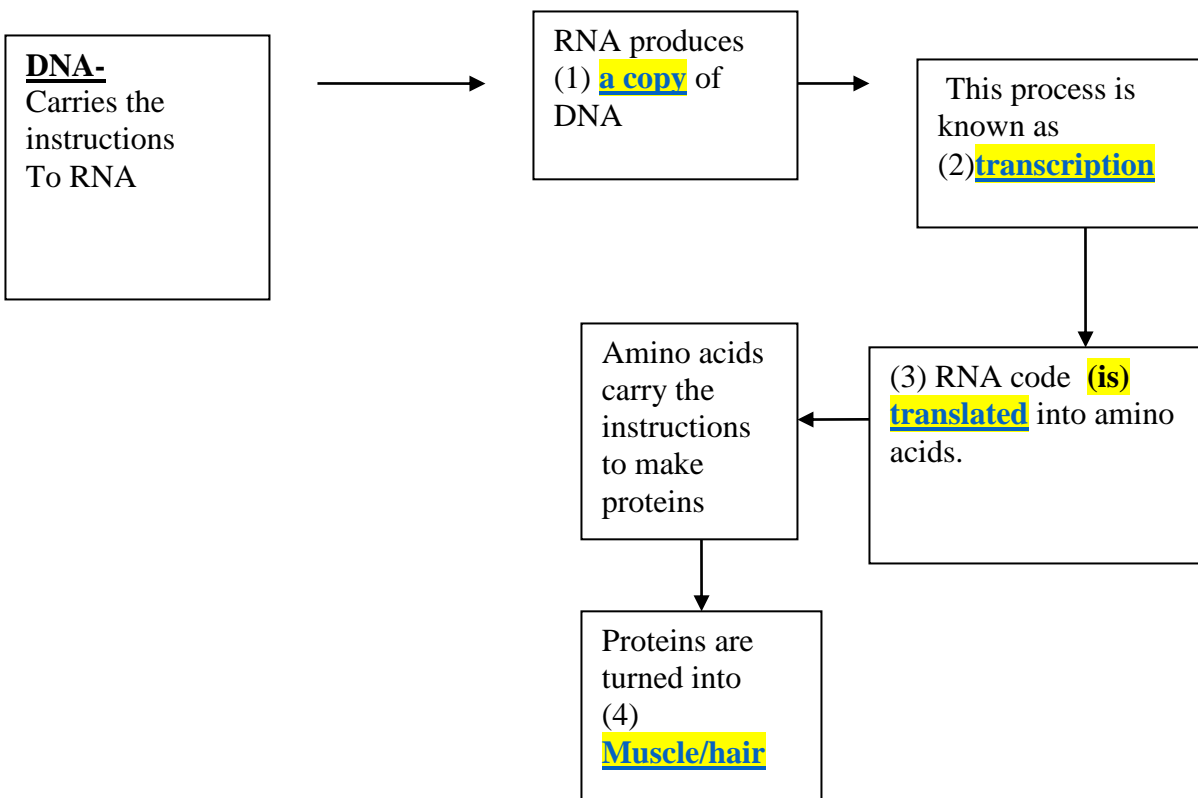 DNA-
Carries the
instructions
To RNA
RNA produces
(1) a copy of
DNA
This process is
known as
(2)transcription
(3) RNA code (is)
translated into amino
acids.
Amino acids
carry the
instructions
to make
proteins
Proteins are
turned into
(4)
Muscle/hair